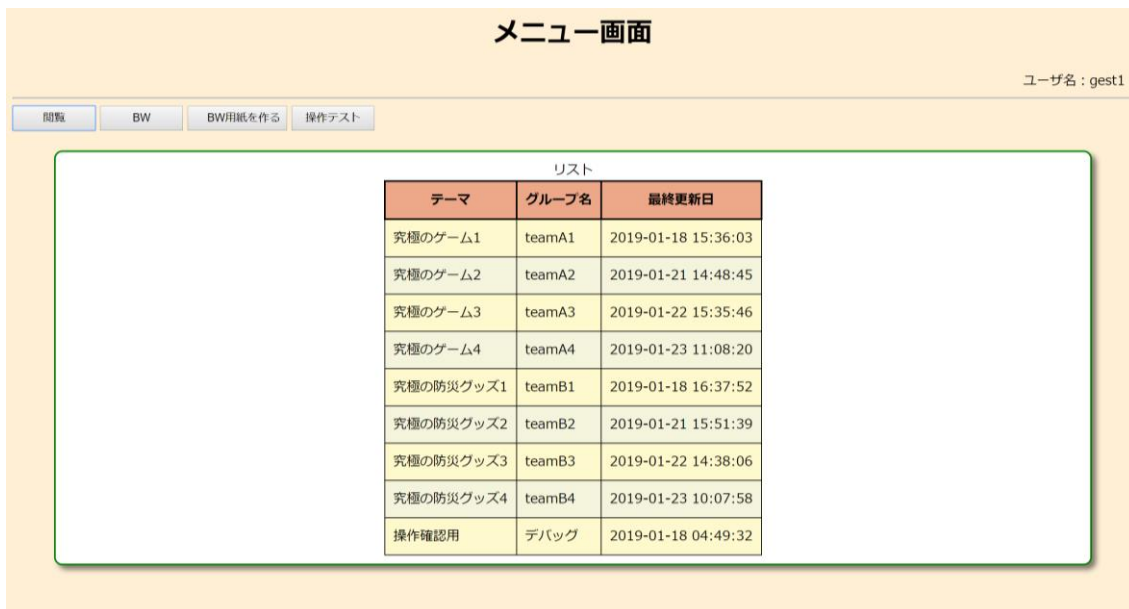 メニュー画面
ユーザ名：gest1
閲覧 BW BW用紙を作る 操作テスト
リスト
テーマ グループ名 最終更新日
究極のゲーム1 teamA1 2019-01-18 15:36:03
究極のゲーム2 teamA2 2019-01-21 14:48:45
究極のゲーム3 teamA3 2019-01-22 15:35:46
究極のゲーム4 teamA4 2019-01-23 11:08:20
究極の防災グッズ1 teamB1 2019-01-18 16:37:52
究極の防災グッズ2 teamB2 2019-01-21 15:51:39
究極の防災グッズ3 teamB3 2019-01-22 14:38:06
究極の防災グッズ4 teamB4 2019-01-23 10:07:58
操作確認用 デバッグ 2019-01-18 04:49:32